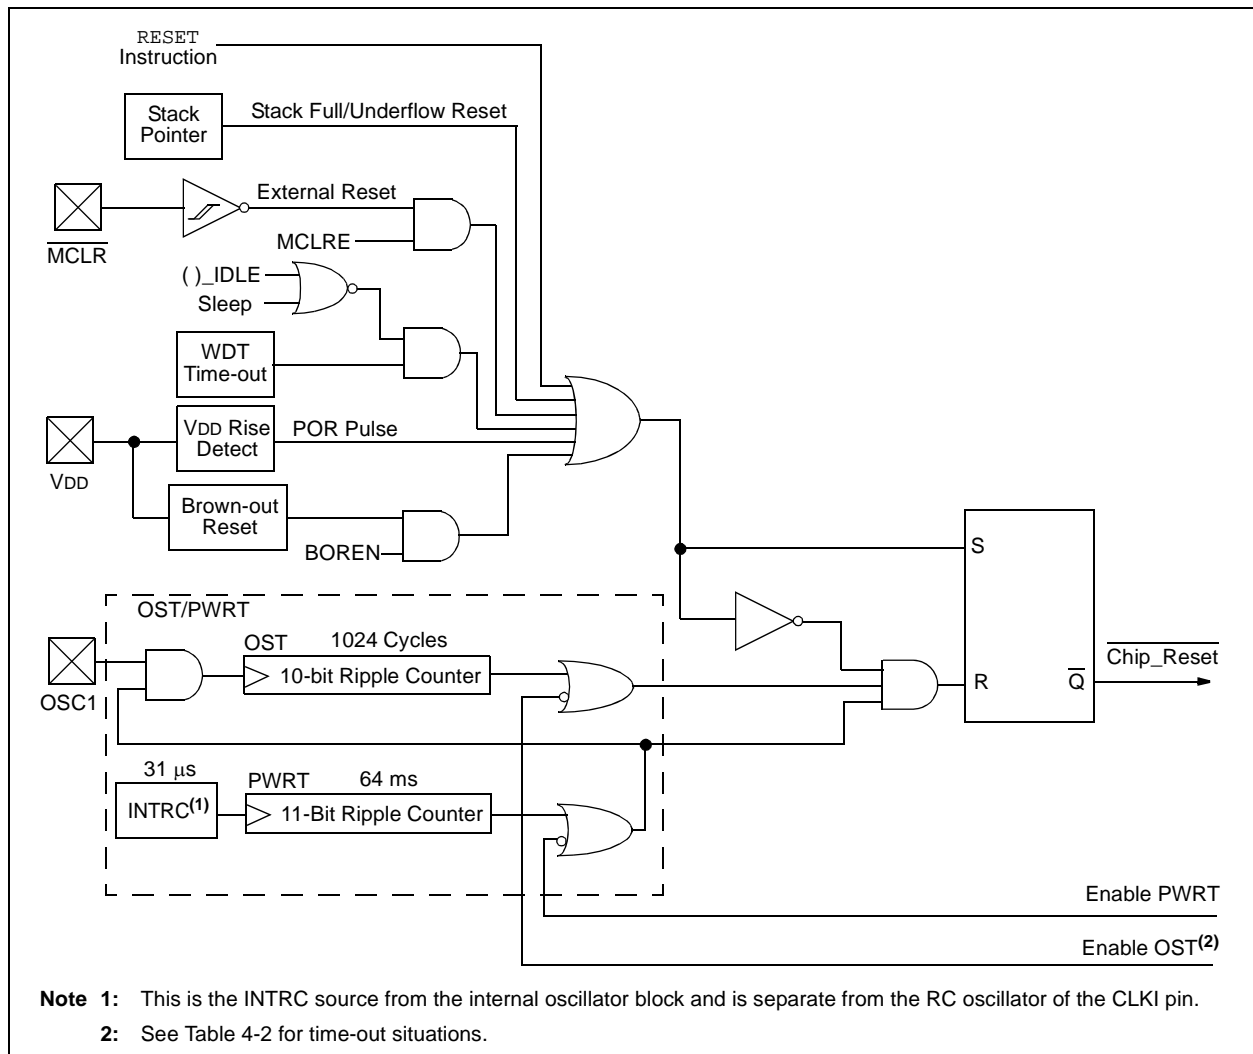 RESET
Instruction
Stack
Pointer
Stack Full/Underflow Reset
External Reset
MCLR
MCLRE
( )_IDLE
Sleep
WDT
Time-out
VDD Rise
Detect
POR Pulse
VDD
Brown-out
Reset
BOREN
S
OST/PWRT
OST
1024 Cycles
10-bit Ripple Counter
OSC1
R
Q
Chip_Reset
31 μs
INTRC(1)
PWRT
64 ms
11-Bit Ripple Counter
Enable PWRT
Enable OST(2)
Note 1: This is the INTRC source from the internal oscillator block and is separate from the RC oscillator of the CLKI pin.
2: See Table 4-2 for time-out situations.